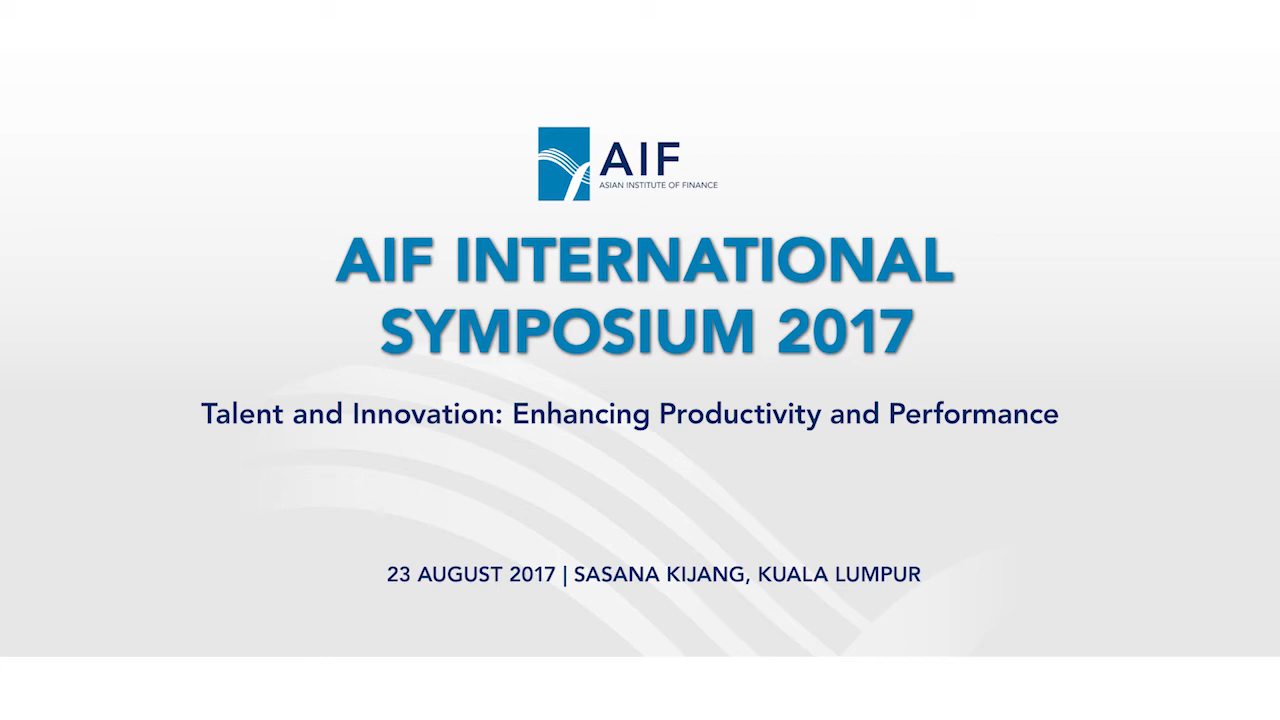 AIF
ASIAN INSTITUTE OF FINANCE
AIF INTERNATIONAL
SYMPOSIUM 2017
Talent and Innovation: Enhancing Productivity and Performance
23 AUGUST 2017 | SASANA KIJANG, KUALA LUMPUR